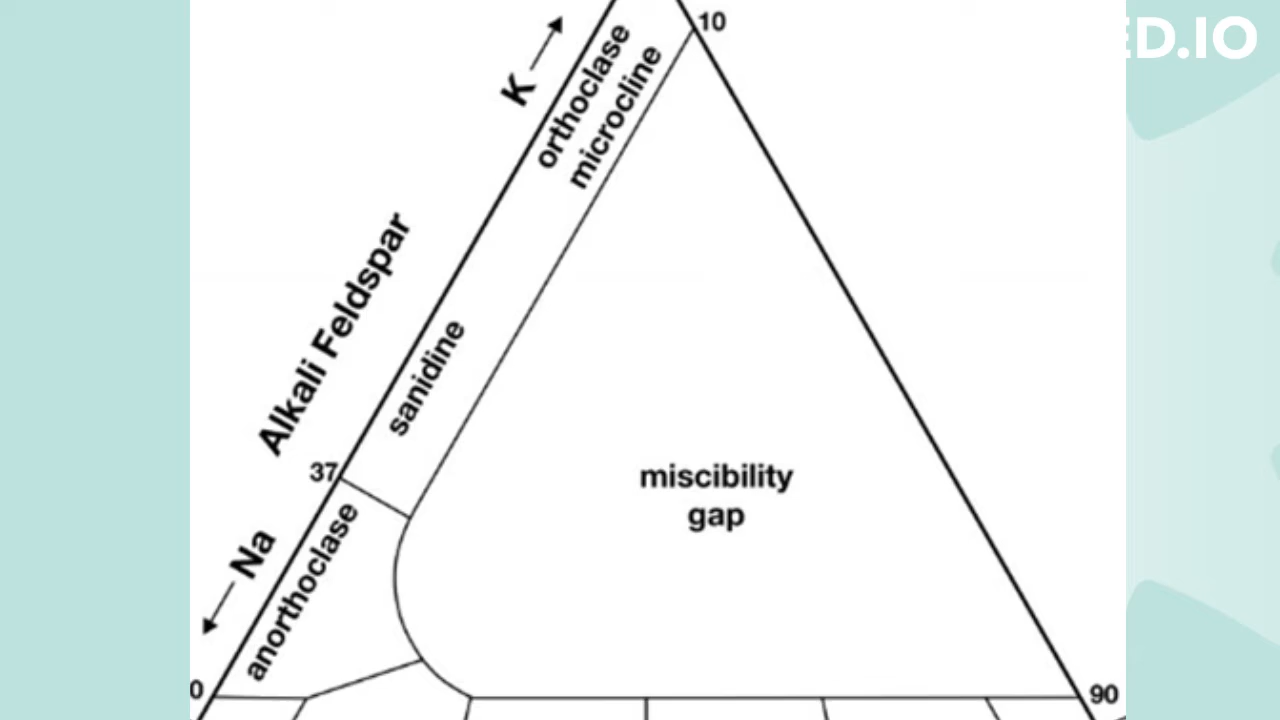 ED.IO
10
K
orthoclase
microcline
Alkali Feldspar
sanidine
37
miscibility
gap
Na
anorthoclase
0
90